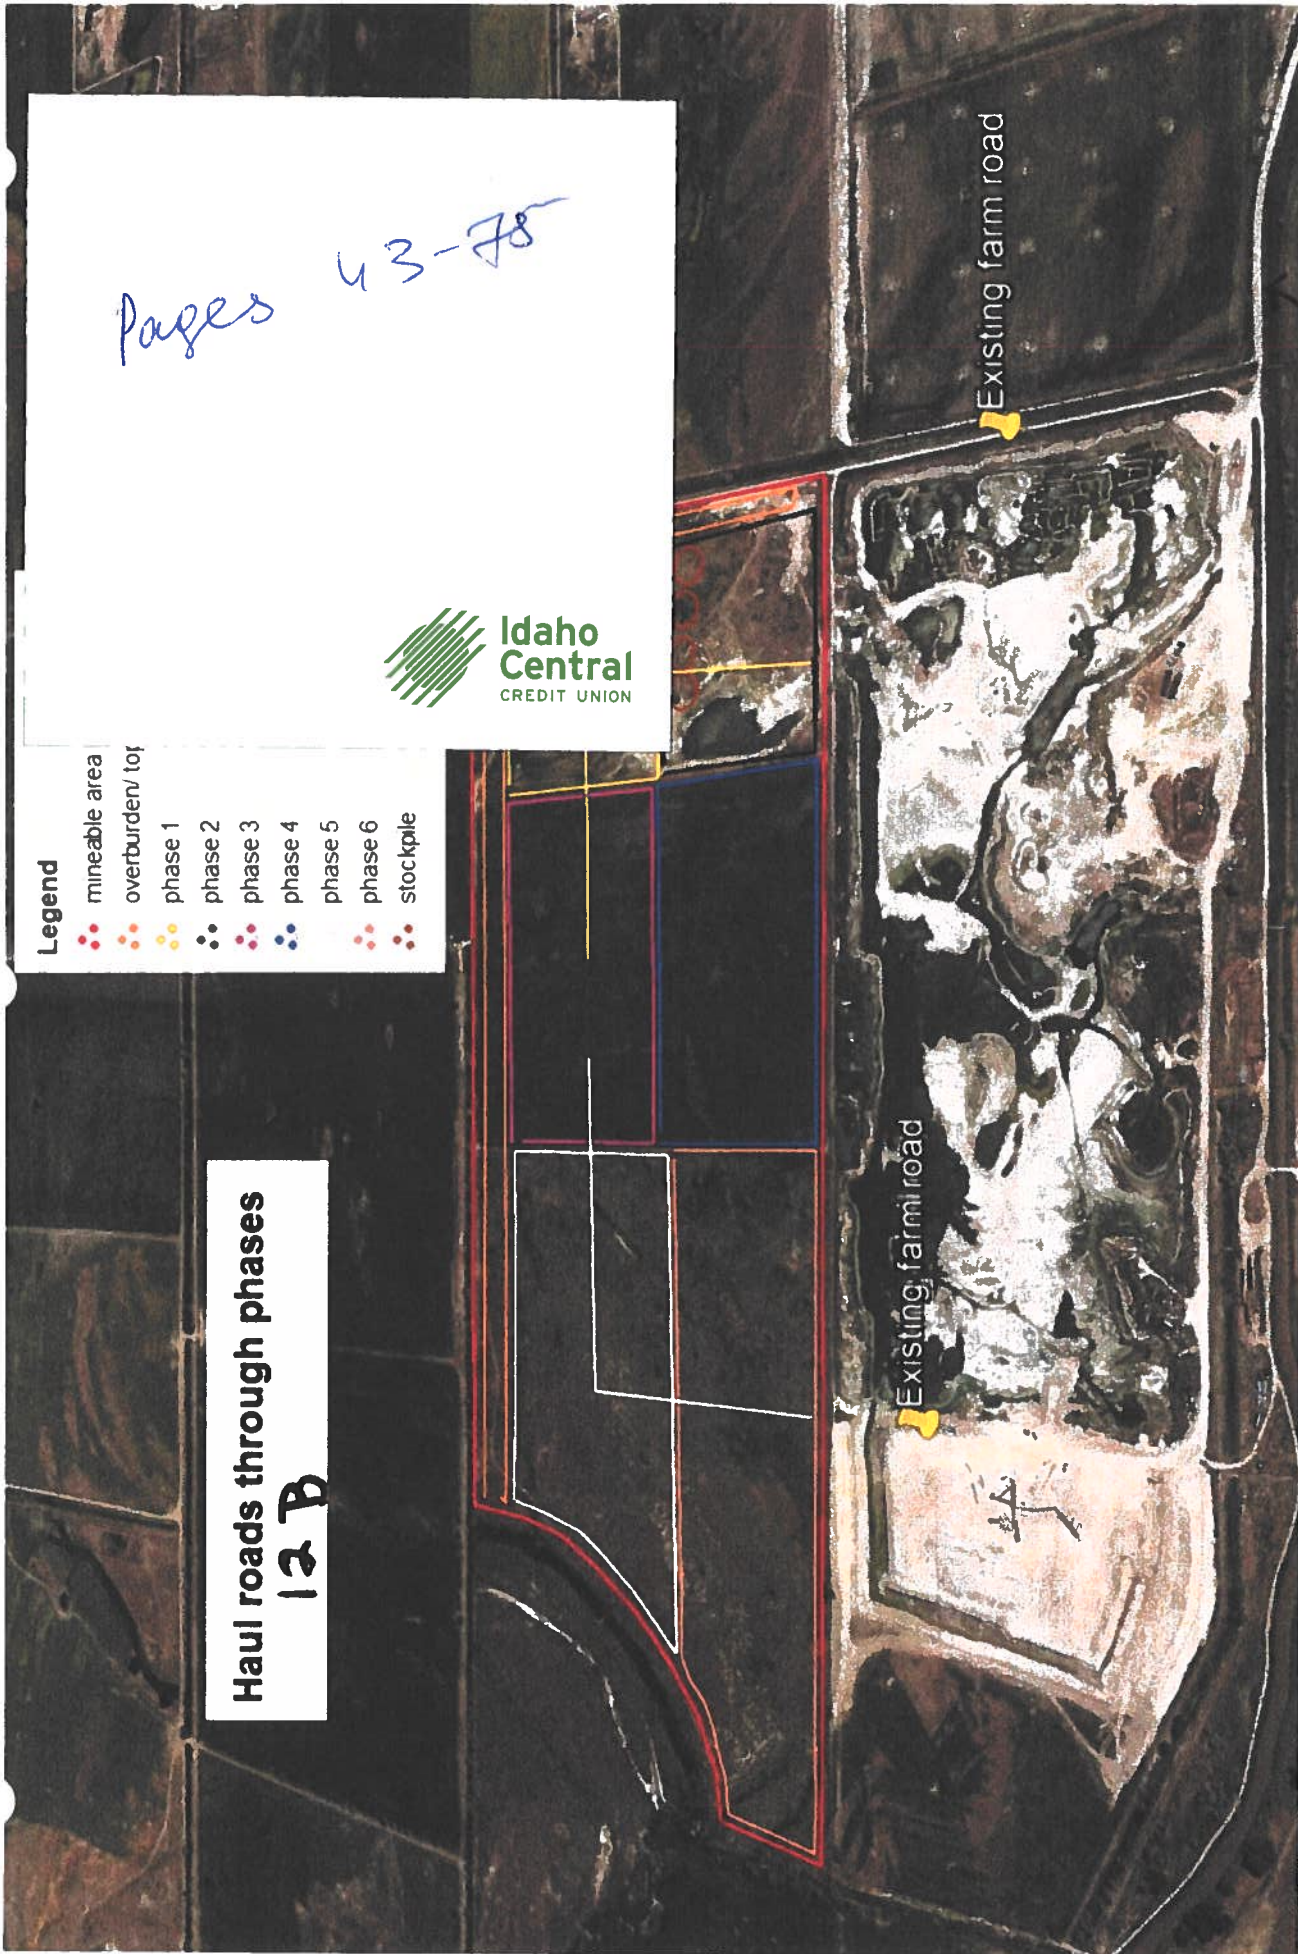 Pages 43-75
Idaho
Central
CREDIT UNION
Legend
mineable area
overburden/ top
phase 1
phase 2
phase 3
phase 4
phase 5
phase 6
stockpile
Haul roads through phases
12 B
Existing farm road
Existing farm road